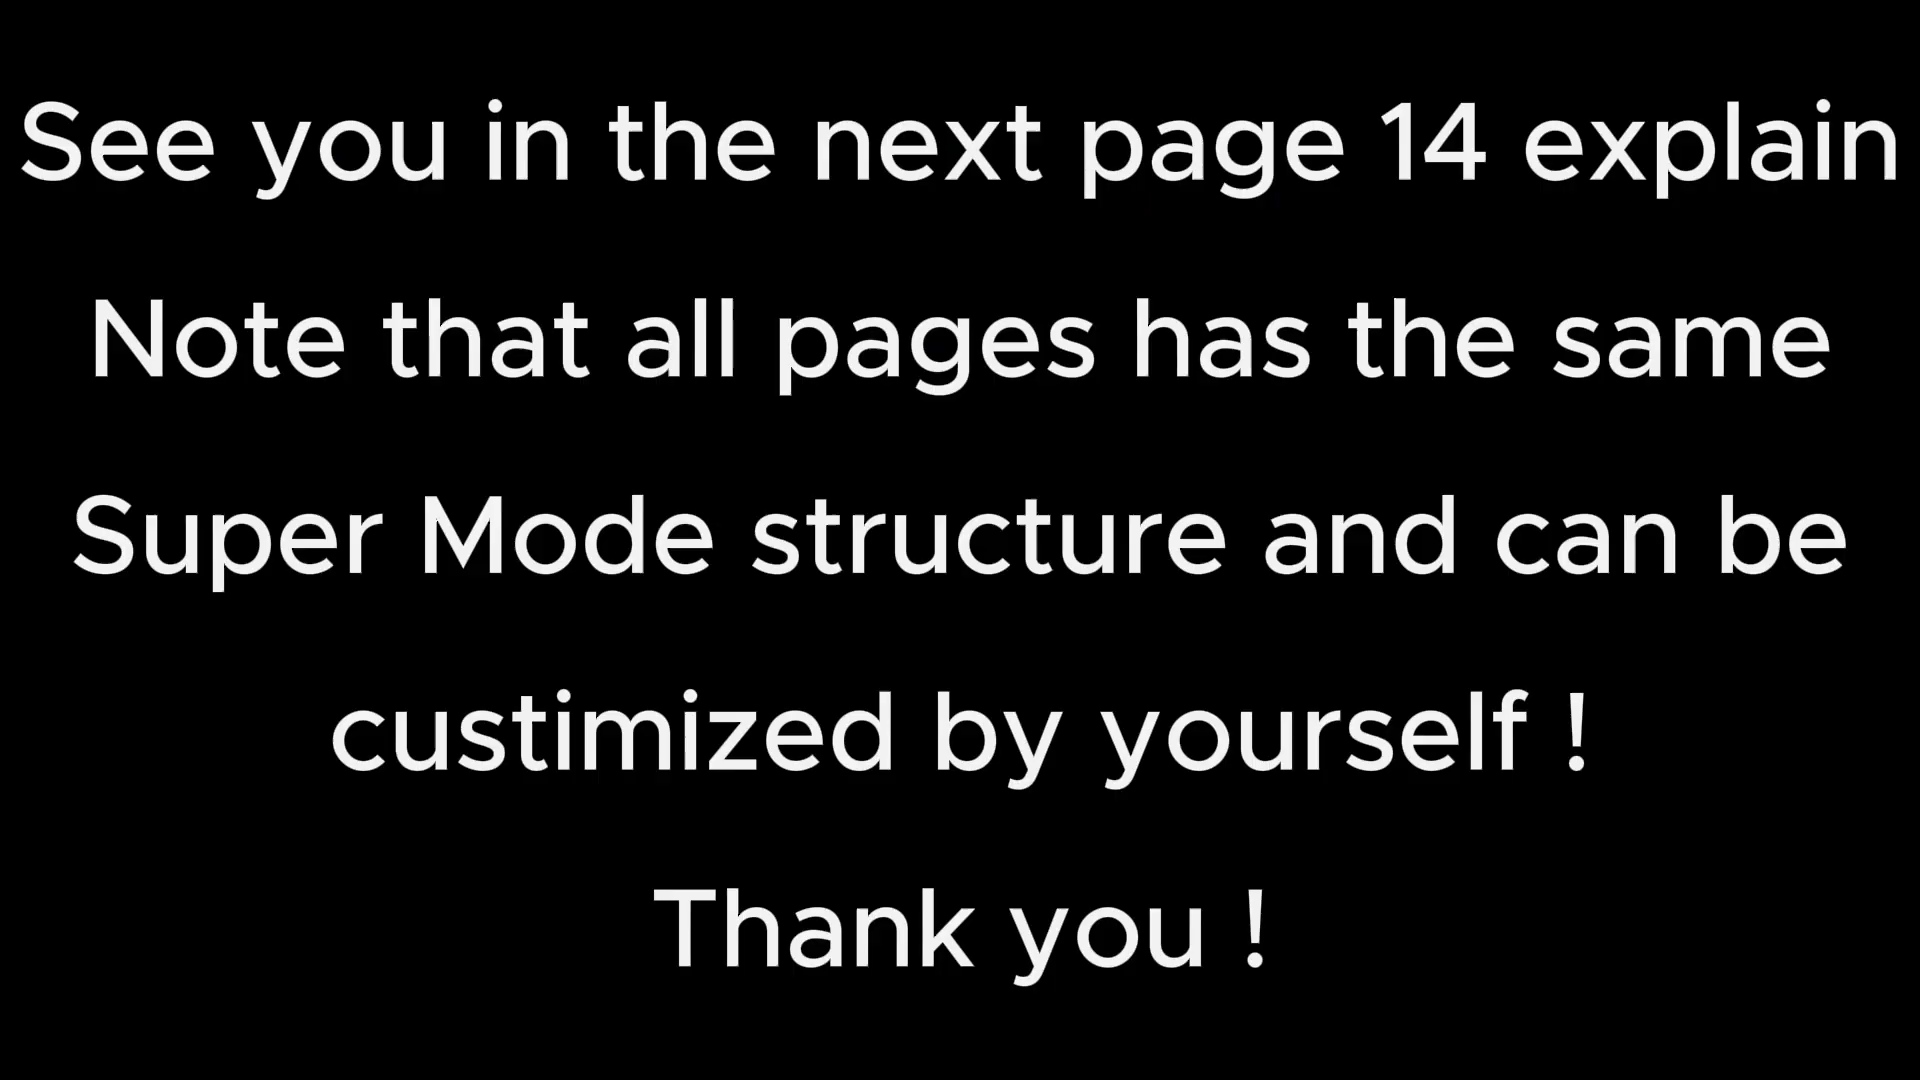 See you in the next page 14 explain
Note that all pages has the same
Super Mode structure and can be
custimized by yourself !
Thank you !